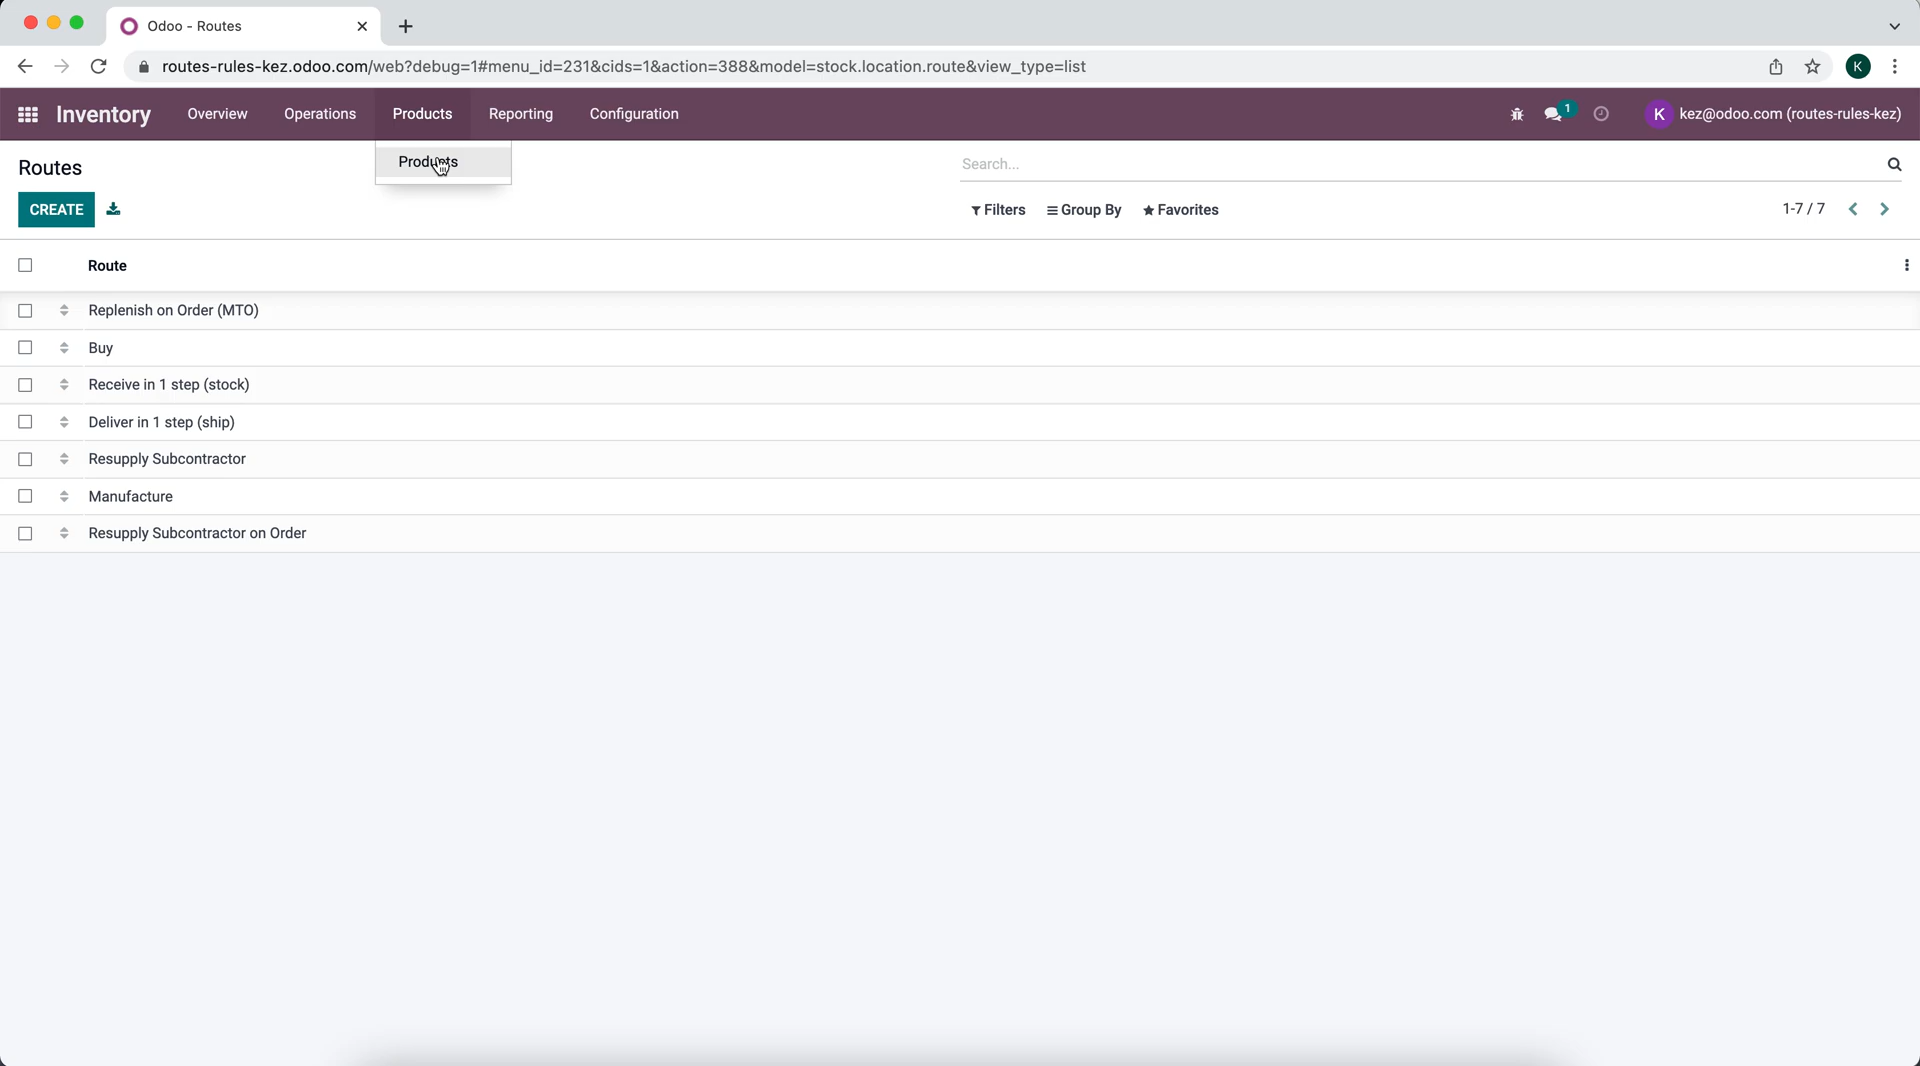 Odoo - Routes
routes-rules-kez.odoo.com/web?debug=1#menu_id=231&cids=1&action=388&model=stock.location.route&view_type=list
K
Inventory Overview Operations Products Reporting Configuration 1 K kez@odoo.com (routes-rules-kez)
Routes Products Search...
CREATE Filters Group By Favorites 1-7 / 7
Route
Replenish on Order (MTO)
Buy
Receive in 1 step (stock)
Deliver in 1 step (ship)
Resupply Subcontractor
Manufacture
Resupply Subcontractor on Order